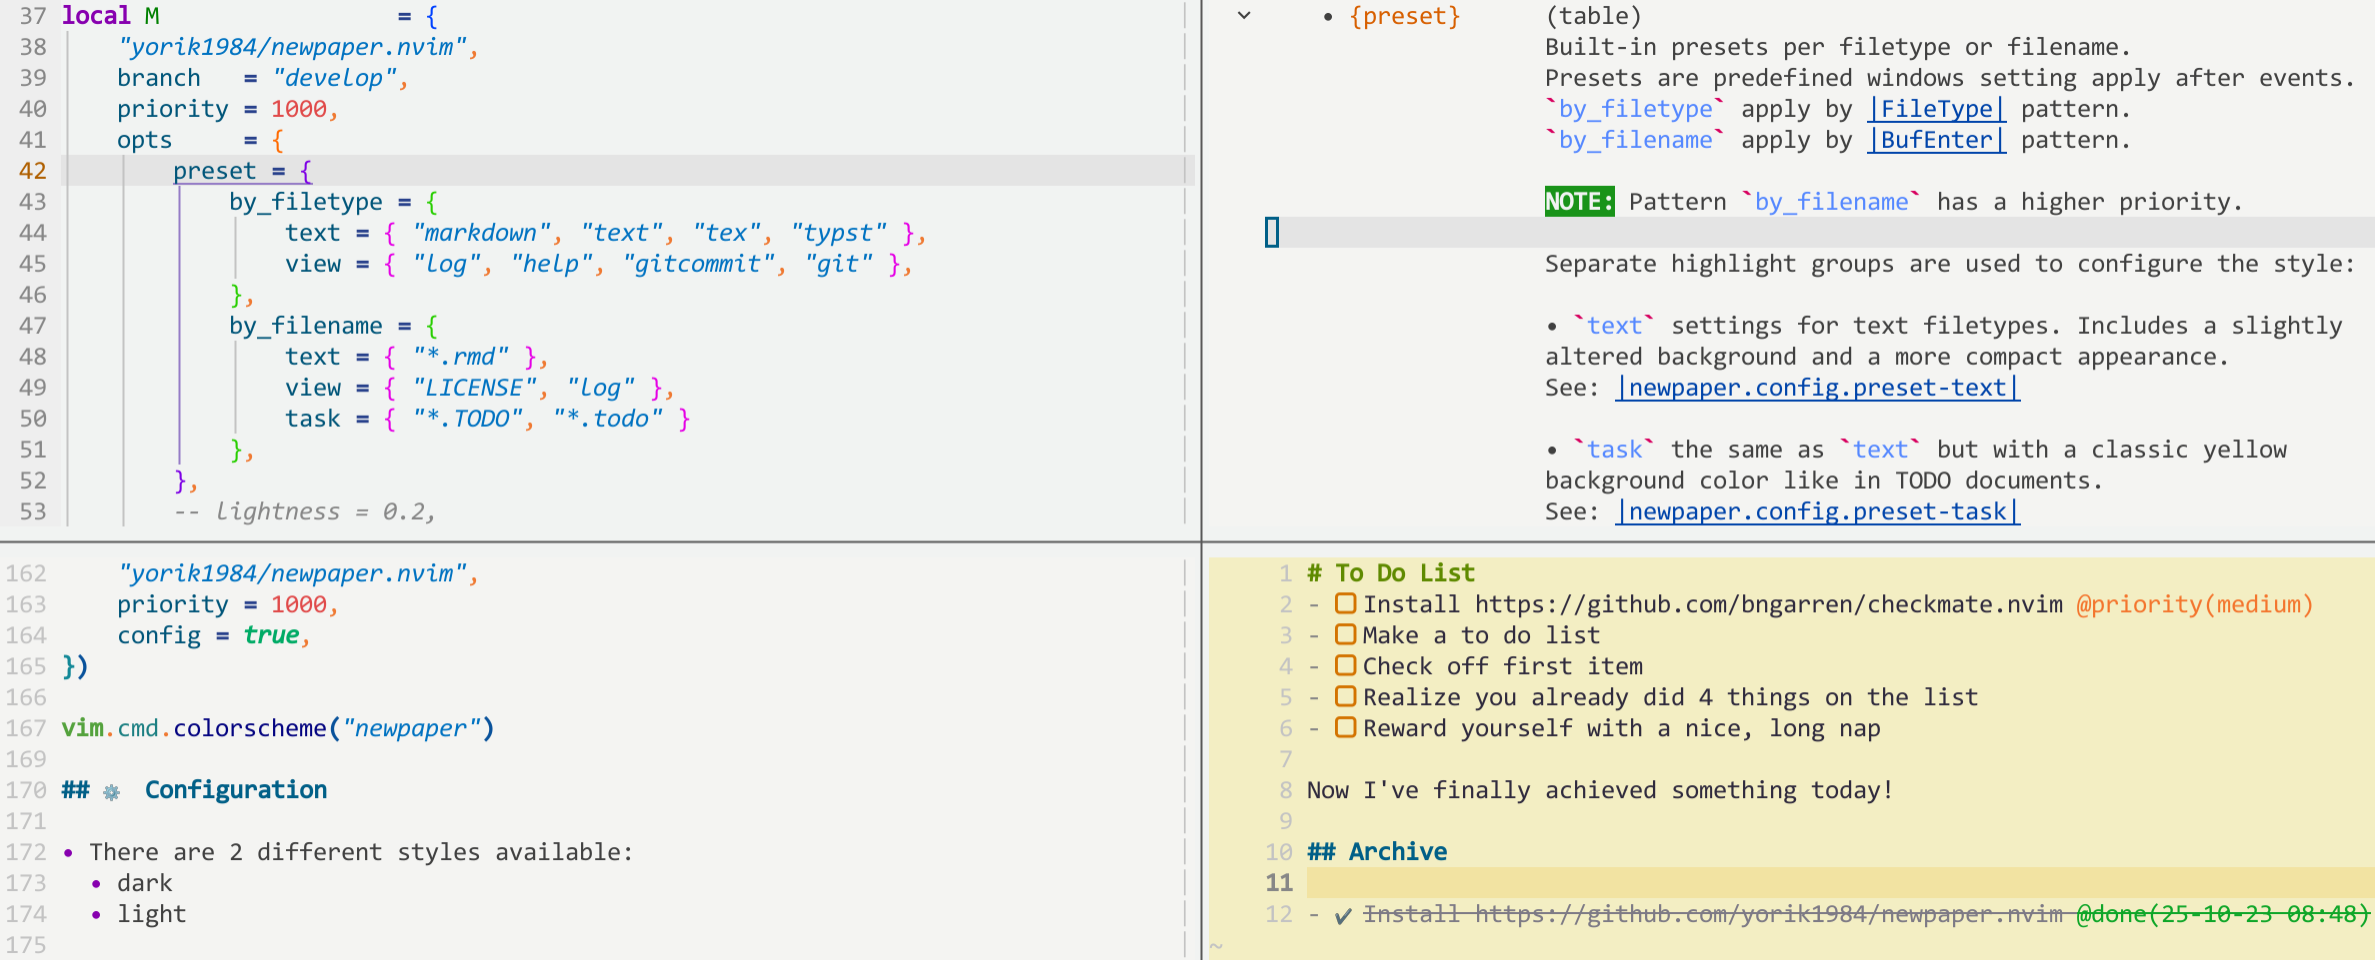 37 local M                 = {
38     "yorik1984/newpaper.nvim",
39     branch   = "develop",
40     priority = 1000,
41     opts     = {
42         preset = {
43             by_filetype = {
44                 text = { "markdown", "text", "tex", "typst" },
45                 view = { "log", "help", "gitcommit", "git" },
46             },
47             by_filename = {
48                 text = { "*.rmd" },
49                 view = { "LICENSE", "log" },
50                 task = { "*.TODO", "*.todo" }
51             },
52         },
53         -- lightness = 0.2,
• {preset}      (table)
Built-in presets per filetype or filename.
Presets are predefined windows setting apply after events.
`by_filetype` apply by |FileType| pattern.
`by_filename` apply by |BufEnter| pattern.
NOTE: Pattern `by_filename` has a higher priority.
Separate highlight groups are used to configure the style:
• `text` settings for text filetypes. Includes a slightly
altered background and a more compact appearance.
See: |newpaper.config.preset-text|
• `task` the same as `text` but with a classic yellow
background color like in TODO documents.
See: |newpaper.config.preset-task|
162     "yorik1984/newpaper.nvim",
163     priority = 1000,
164     config = true,
165 })
166
167 vim.cmd.colorscheme("newpaper")
169
170 ## ⚙ Configuration
171
172 • There are 2 different styles available:
173   • dark
174   • light
175
1 # To Do List
2 - ☐ Install https://github.com/bngarren/checkmate.nvim @priority(medium)
3 - ☐ Make a to do list
4 - ☐ Check off first item
5 - ☐ Realize you already did 4 things on the list
6 - ☐ Reward yourself with a nice, long nap
7
8 Now I've finally achieved something today!
9
10 ## Archive
11
12 - ✔ Install https://github.com/yorik1984/newpaper.nvim @done(25-10-23 08:48)
~